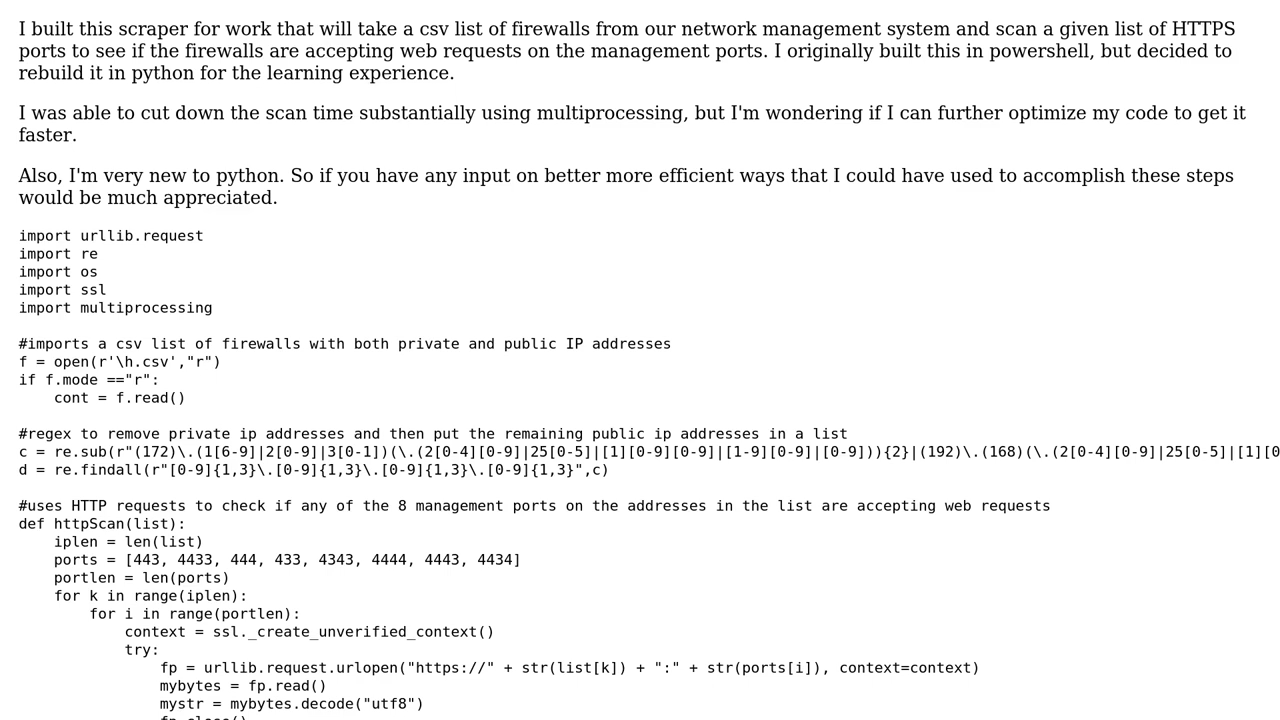 I built this scraper for work that will take a csv list of firewalls from our network management system and scan a given list of HTTPS
ports to see if the firewalls are accepting web requests on the management ports. I originally built this in powershell, but decided to
rebuild it in python for the learning experience.
I was able to cut down the scan time substantially using multiprocessing, but I'm wondering if I can further optimize my code to get it
faster.
Also, I'm very new to python. So if you have any input on better more efficient ways that I could have used to accomplish these steps
would be much appreciated.
import urllib.request
import re
import os
import ssl
import multiprocessing
#imports a csv list of firewalls with both private and public IP addresses
f = open(r'\h.csv',"r")
if f.mode =="r":
    cont = f.read()
#regex to remove private ip addresses and then put the remaining public ip addresses in a list
c = re.sub(r"(172)\.(1[6-9]|2[0-9]|3[0-1])(\.(2[0-4][0-9]|25[0-5]|[1][0-9][0-9]|[1-9][0-9]|[0-9])){2}|(192)\.(168)(\.(2[0-4][0-9]|25[0-5]|[1][0
d = re.findall(r"[0-9]{1,3}\.[0-9]{1,3}\.[0-9]{1,3}\.[0-9]{1,3}",c)
#uses HTTP requests to check if any of the 8 management ports on the addresses in the list are accepting web requests
def httpScan(list):
    iplen = len(list)
    ports = [443, 4433, 444, 433, 4343, 4444, 4443, 4434]
    portlen = len(ports)
    for k in range(iplen):
        for i in range(portlen):
            context = ssl._create_unverified_context()
            try:
                fp = urllib.request.urlopen("https://" + str(list[k]) + ":" + str(ports[i]), context=context)
                mybytes = fp.read()
                mystr = mybytes.decode("utf8")
                fp.close()